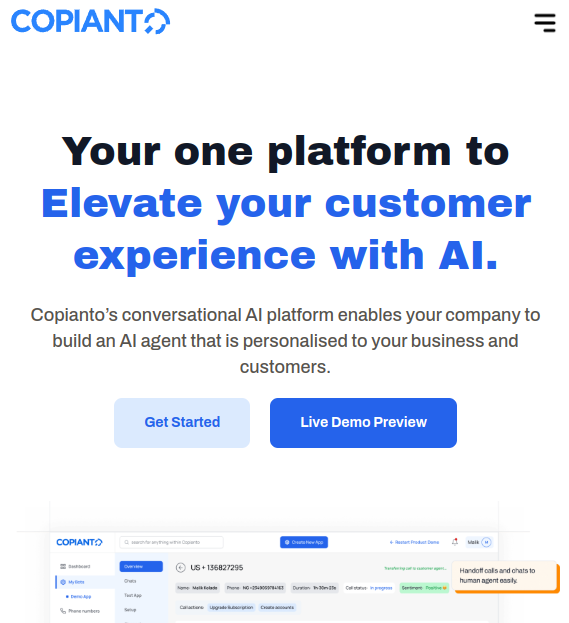 COPIANTO
Your one platform to
Elevate your customer
experience with AI.
Copianto’s conversational AI platform enables your company to
build an AI agent that is personalised to your business and
customers.
Get Started Live Demo Preview
COPIANTO search for anything within Copianto Create New App + Restart Product Demo Malik M
Dashboard Overview US + 136827295 Transferring call to customer agent... Handoff calls and chats to
My Bots Chats human agent easily.
Demo App Test App Name: Malik Kolade Phone: NG +2349059784163 Duration: 1h 30m 23s Call status: In progress Sentiment: Positive
Phone numbers Setup Call actions: Upgrade Subscription Create accounts